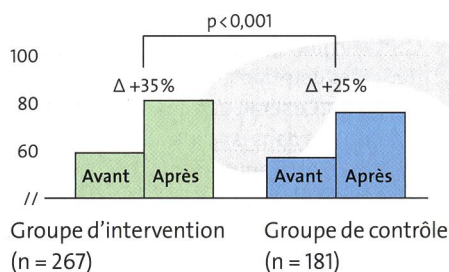 p < 0,001
100
Δ +35%
Δ +25%
80
60
Avant
Après
Avant
Après
//
Groupe d'intervention
(n = 267)
Groupe de contrôle
(n = 181)